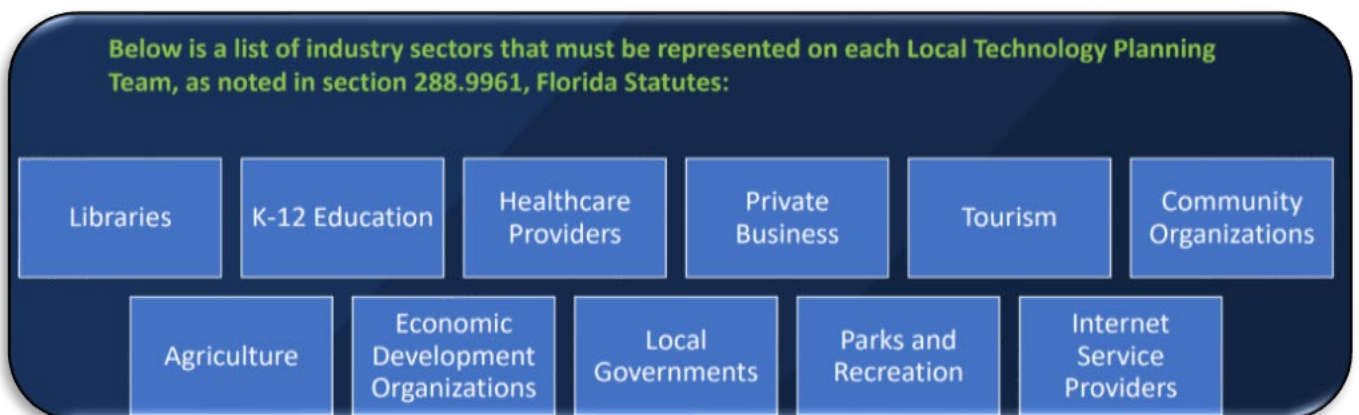 Below is a list of industry sectors that must be represented on each Local Technology Planning
Team, as noted in section 288.9961, Florida Statutes:
Libraries
K-12 Education
Healthcare
Providers
Private
Business
Tourism
Community
Organizations
Agriculture
Economic
Development
Organizations
Local
Governments
Parks and
Recreation
Internet
Service
Providers